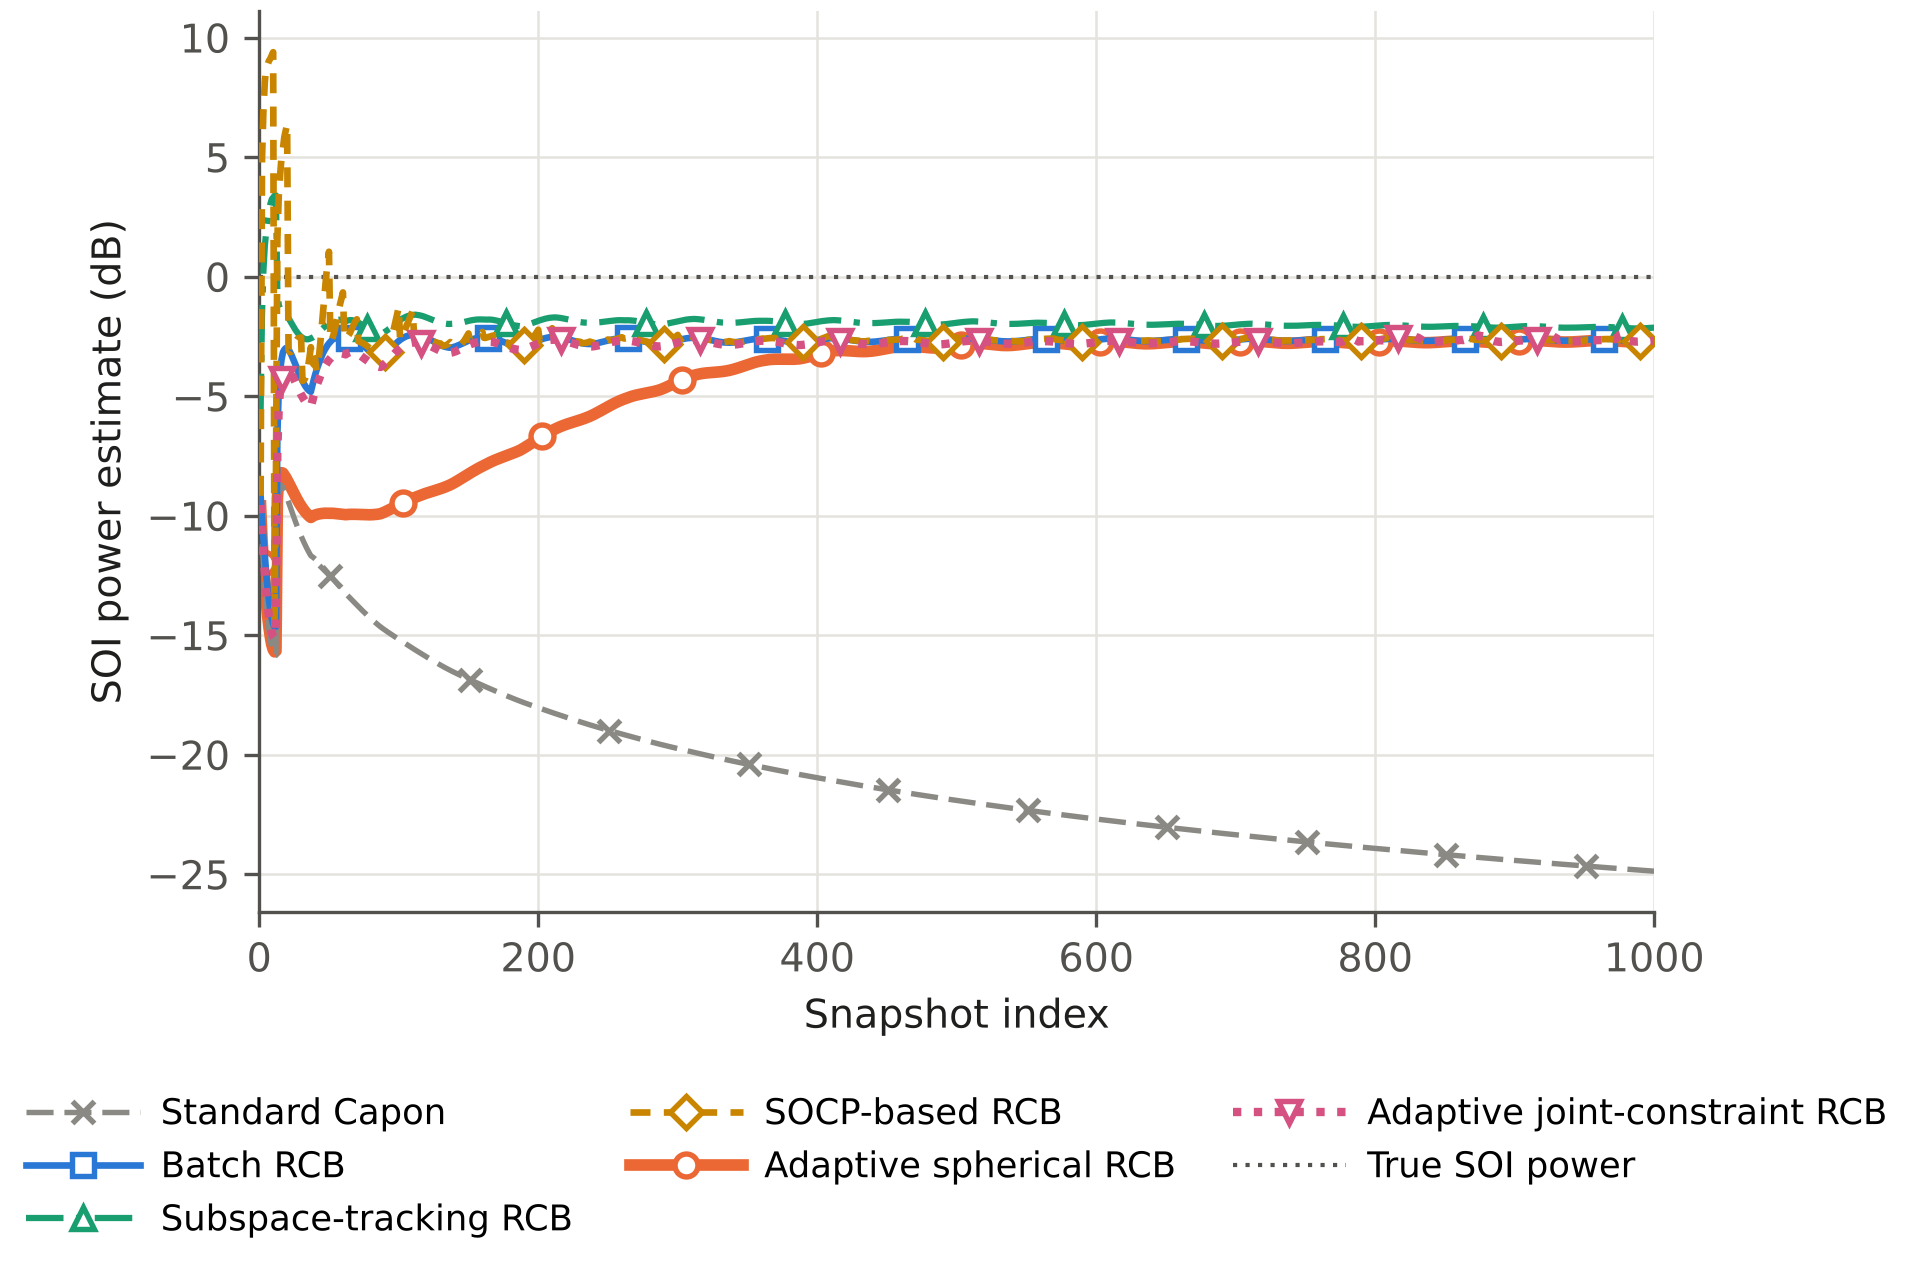 10
5
0
−5
−10
−15
−20
−25
SOI power estimate (dB)
0 200 400 600 800 1000
Snapshot index
Standard Capon
Batch RCB
Subspace-tracking RCB
SOCP-based RCB
Adaptive spherical RCB
Adaptive joint-constraint RCB
True SOI power